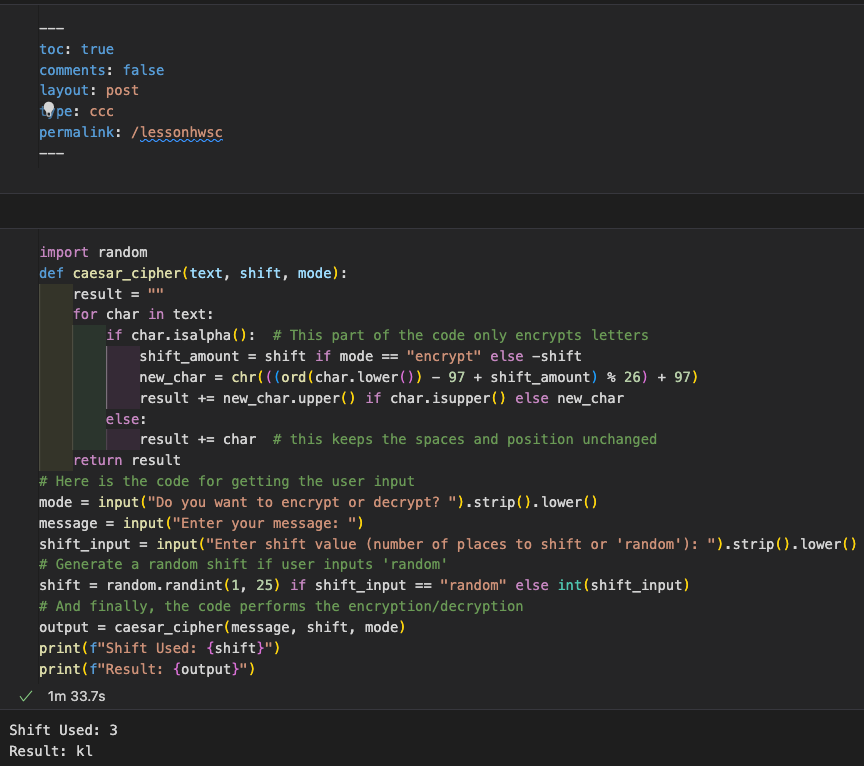 ---
toc: true
comments: false
layout: post
type: ccc
permalink: /lessonhwsc
---
import random
def caesar_cipher(text, shift, mode):
    result = ""
    for char in text:
        if char.isalpha():  # This part of the code only encrypts letters
            shift_amount = shift if mode == "encrypt" else -shift
            new_char = chr(((ord(char.lower()) - 97 + shift_amount) % 26) + 97)
            result += new_char.upper() if char.isupper() else new_char
        else:
            result += char  # this keeps the spaces and position unchanged
    return result
# Here is the code for getting the user input
mode = input("Do you want to encrypt or decrypt? ").strip().lower()
message = input("Enter your message: ")
shift_input = input("Enter shift value (number of places to shift or 'random'): ").strip().lower()
# Generate a random shift if user inputs 'random'
shift = random.randint(1, 25) if shift_input == "random" else int(shift_input)
# And finally, the code performs the encryption/decryption
output = caesar_cipher(message, shift, mode)
print(f"Shift Used: {shift}")
print(f"Result: {output}")
1m 33.7s
Shift Used: 3
Result: kl